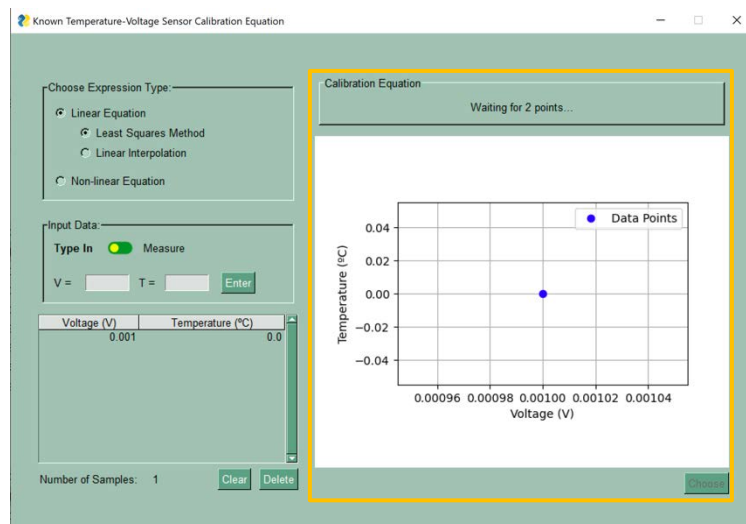 Known Temperature-Voltage Sensor Calibration Equation
Choose Expression Type:
Linear Equation
Least Squares Method
Linear Interpolation
Non-linear Equation
Input Data:
Type In Measure
V = T = Enter
Voltage (V) Temperature (ºC)
0.001 0.0
Number of Samples: 1 Clear Delete
Calibration Equation
Waiting for 2 points...
Data Points
Temperature (ºC)
0.04
0.02
0.00
−0.02
−0.04
0.00096 0.00098 0.00100 0.00102 0.00104
Voltage (V)
Choose